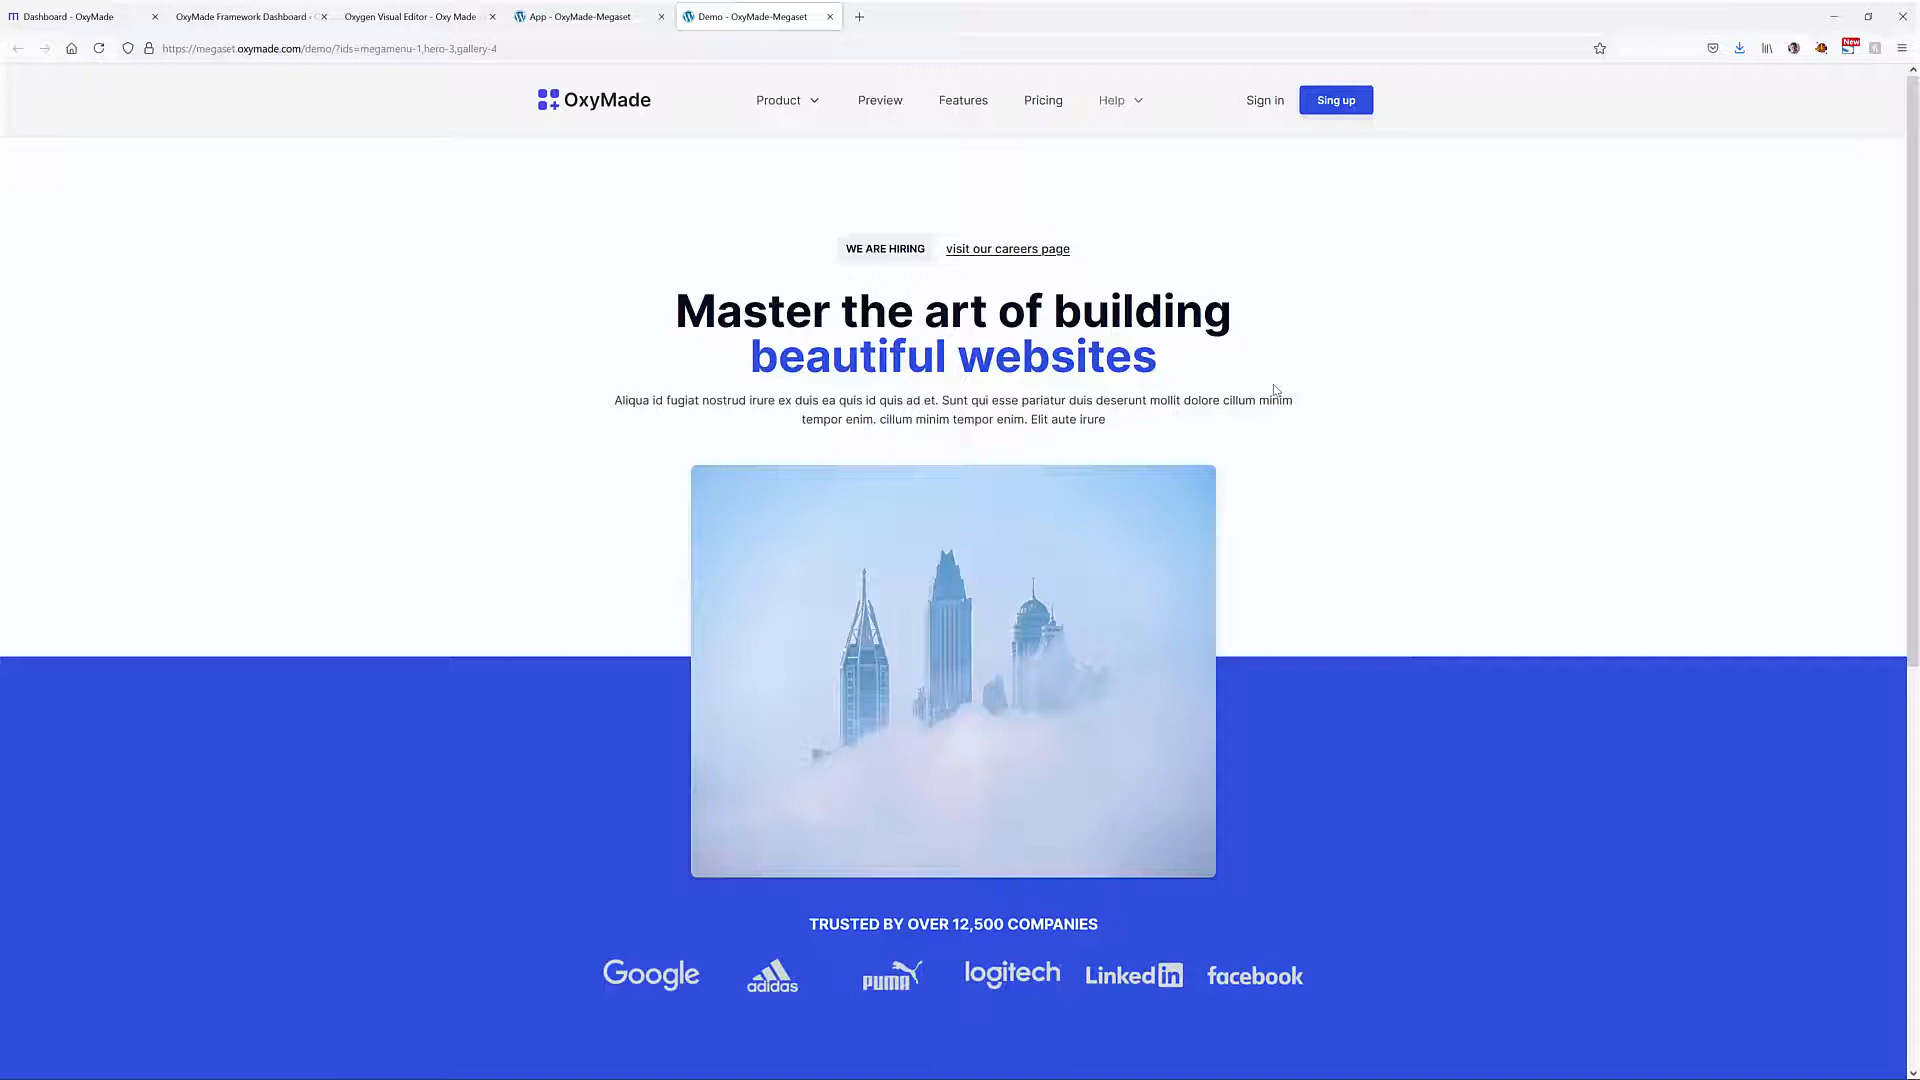 Dashboard - OxyMade
OxyMade Framework Dashboard ‹
Oxygen Visual Editor - Oxy Made
App - OxyMade-Megaset
Demo - OxyMade-Megaset
https://megaset.oxymade.com/demo/?ids=megamenu-1,hero-3,gallery-4
New
OxyMade
Product
Preview
Features
Pricing
Help
Sign in
Sing up
WE ARE HIRING
visit our careers page
Master the art of building
beautiful websites
Aliqua id fugiat nostrud irure ex duis ea quis id quis ad et. Sunt qui esse pariatur duis deserunt mollit dolore cillum minim
tempor enim. cillum minim tempor enim. Elit aute irure
TRUSTED BY OVER 12,500 COMPANIES
Google
adidas
PUMA
logitech
LinkedIn
facebook